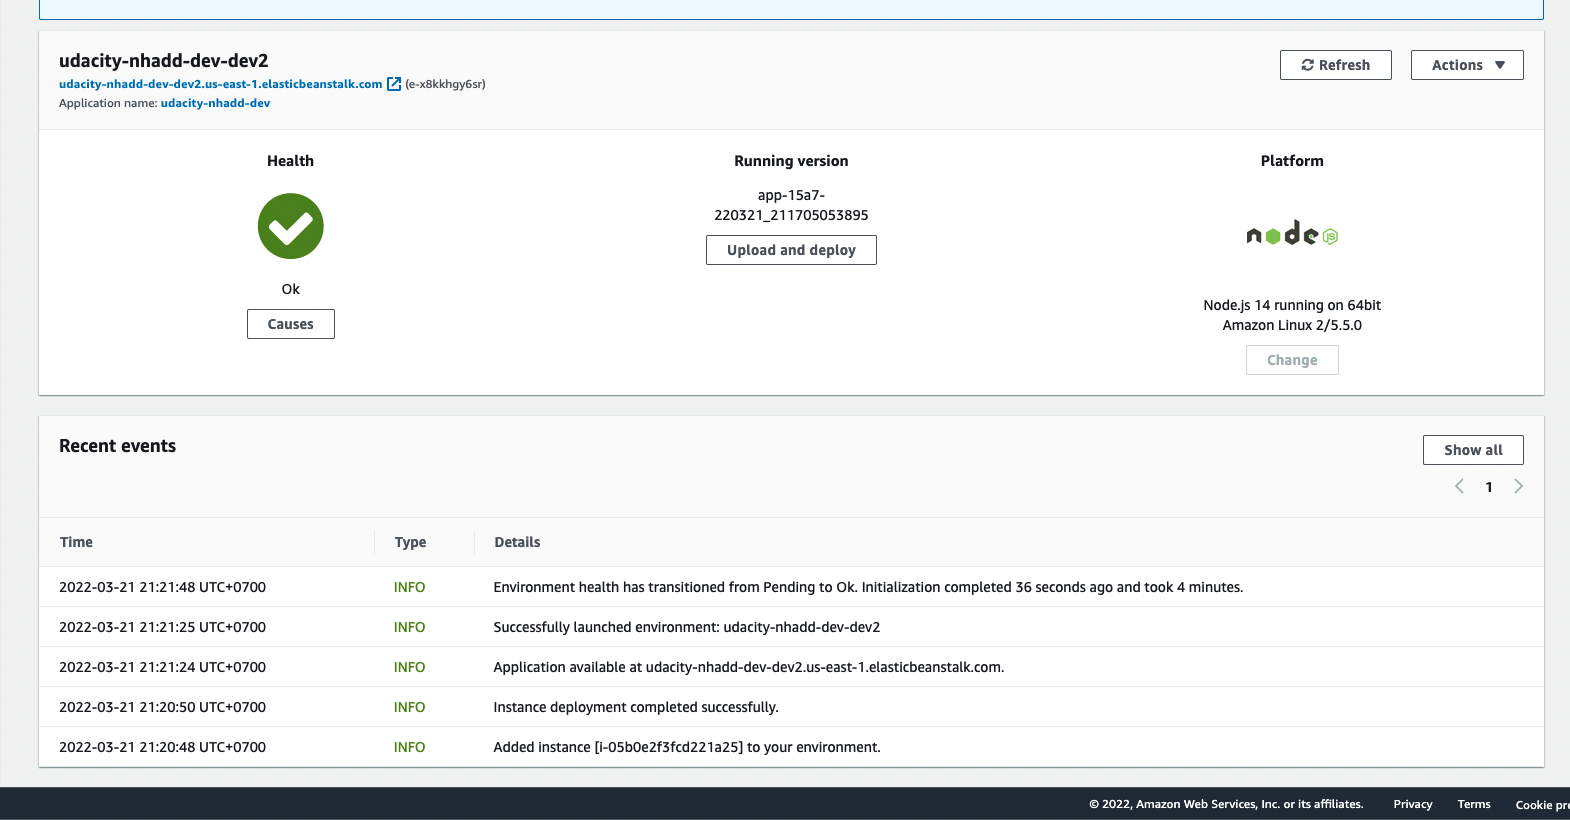 udacity-nhadd-dev-dev2
udacity-nhadd-dev-dev2.us-east-1.elasticbeanstalk.com (e-x8kkhgy6sr)
Application name: udacity-nhadd-dev
Refresh
Actions
Health
Ok
Causes
Running version
app-15a7-
220321_211705053895
Upload and deploy
Platform
node JS
Node.js 14 running on 64bit
Amazon Linux 2/5.5.0
Change
Recent events
Show all
1
Time Type Details
2022-03-21 21:21:48 UTC+0700 INFO Environment health has transitioned from Pending to Ok. Initialization completed 36 seconds ago and took 4 minutes.
2022-03-21 21:21:25 UTC+0700 INFO Successfully launched environment: udacity-nhadd-dev-dev2
2022-03-21 21:21:24 UTC+0700 INFO Application available at udacity-nhadd-dev-dev2.us-east-1.elasticbeanstalk.com.
2022-03-21 21:20:50 UTC+0700 INFO Instance deployment completed successfully.
2022-03-21 21:20:48 UTC+0700 INFO Added instance [i-05b0e2f3fcd221a25] to your environment.
© 2022, Amazon Web Services, Inc. or its affiliates. Privacy Terms Cookie pre